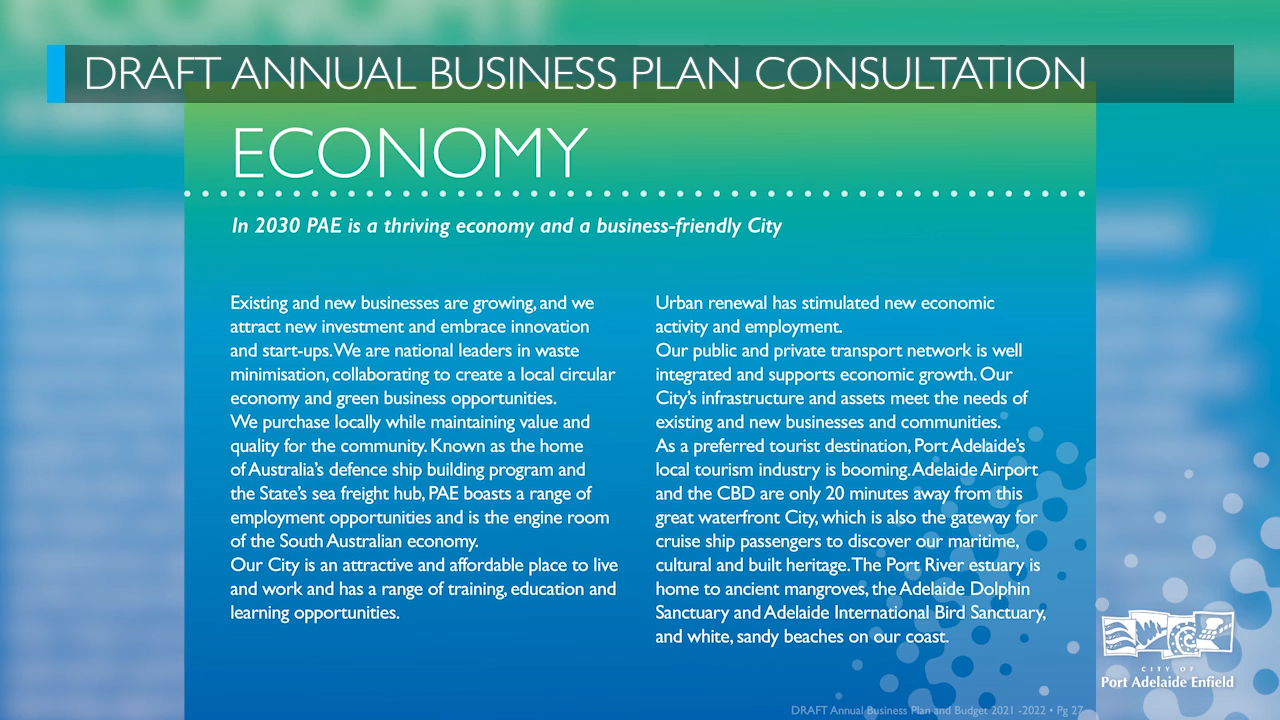 DRAFT ANNUAL BUSINESS PLAN CONSULTATION
ECONOMY
In 2030 PAE is a thriving economy and a business-friendly City
Existing and new businesses are growing, and we
attract new investment and embrace innovation
and start-ups. We are national leaders in waste
minimisation, collaborating to create a local circular
economy and green business opportunities.
We purchase locally while maintaining value and
quality for the community. Known as the home
of Australia's defence ship building program and
the State's sea freight hub, PAE boasts a range of
employment opportunities and is the engine room
of the South Australian economy.
Our City is an attractive and affordable place to live
and work and has a range of training, education and
learning opportunities.
Urban renewal has stimulated new economic
activity and employment.
Our public and private transport network is well
integrated and supports economic growth. Our
City's infrastructure and assets meet the needs of
existing and new businesses and communities.
As a preferred tourist destination, Port Adelaide's
local tourism industry is booming. Adelaide Airport
and the CBD are only 20 minutes away from this
great waterfront City, which is also the gateway for
cruise ship passengers to discover our maritime,
cultural and built heritage. The Port River estuary is
home to ancient mangroves, the Adelaide Dolphin
Sanctuary and Adelaide International Bird Sanctuary,
and white, sandy beaches on our coast.
CITY OF
Port Adelaide Enfield
DRAFT Annual Business Plan and Budget 2021 -2022 • Pg 27